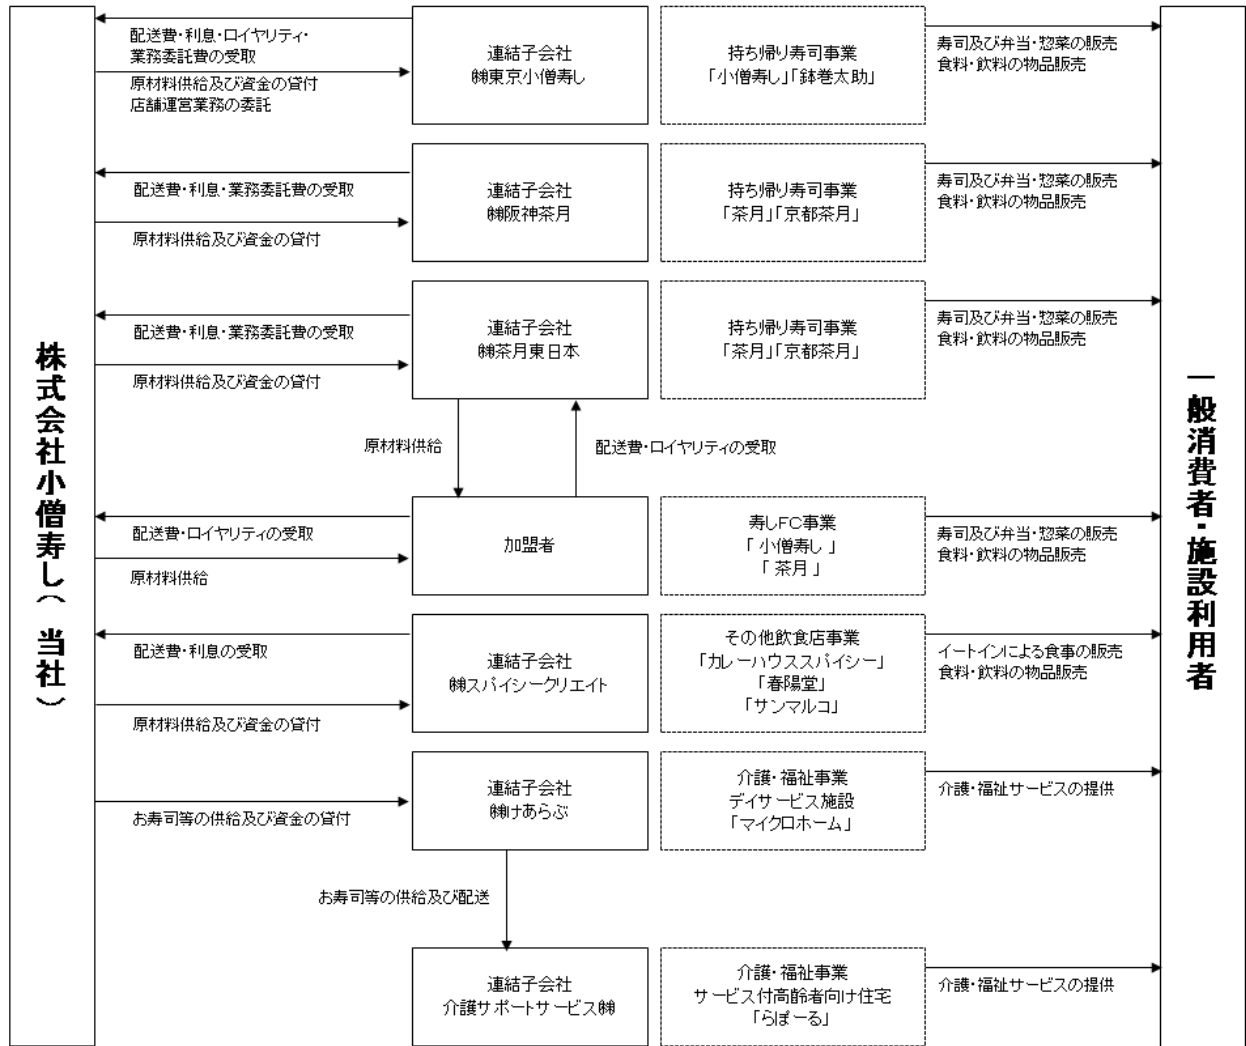 株式会社小僧寿し（当社）
配送費・利息・ロイヤリティ・
業務委託費の受取
原材料供給及び資金の貸付
店舗運営業務の委託
連結子会社
㈱東京小僧寿し
持ち帰り寿司事業
「小僧寿し」「鉢巻太助」
寿司及び弁当・惣菜の販売
食料・飲料の物品販売
配送費・利息・業務委託費の受取
原材料供給及び資金の貸付
連結子会社
㈱阪神茶月
持ち帰り寿司事業
「茶月」「京都茶月」
寿司及び弁当・惣菜の販売
食料・飲料の物品販売
配送費・利息・業務委託費の受取
原材料供給及び資金の貸付
連結子会社
㈱茶月東日本
持ち帰り寿司事業
「茶月」「京都茶月」
寿司及び弁当・惣菜の販売
食料・飲料の物品販売
原材料供給
配送費・ロイヤリティの受取
配送費・ロイヤリティの受取
原材料供給
加盟者
寿しFC事業
「 小僧寿し 」
「 茶月 」
寿司及び弁当・惣菜の販売
食料・飲料の物品販売
配送費・利息の受取
原材料供給及び資金の貸付
連結子会社
㈱スパイシークリエイト
その他飲食店事業
「カレーハウススパイシー」
「春陽堂」
「サンマルコ」
イートインによる食事の販売
食料・飲料の物品販売
お寿司等の供給及び資金の貸付
連結子会社
㈱けあらぶ
介護・福祉事業
デイサービス施設
「マイクロホーム」
介護・福祉サービスの提供
お寿司等の供給及び配送
連結子会社
介護サポートサービス㈱
介護・福祉事業
サービス付高齢者向け住宅
「らぽーる」
介護・福祉サービスの提供
一般消費者・施設利用者